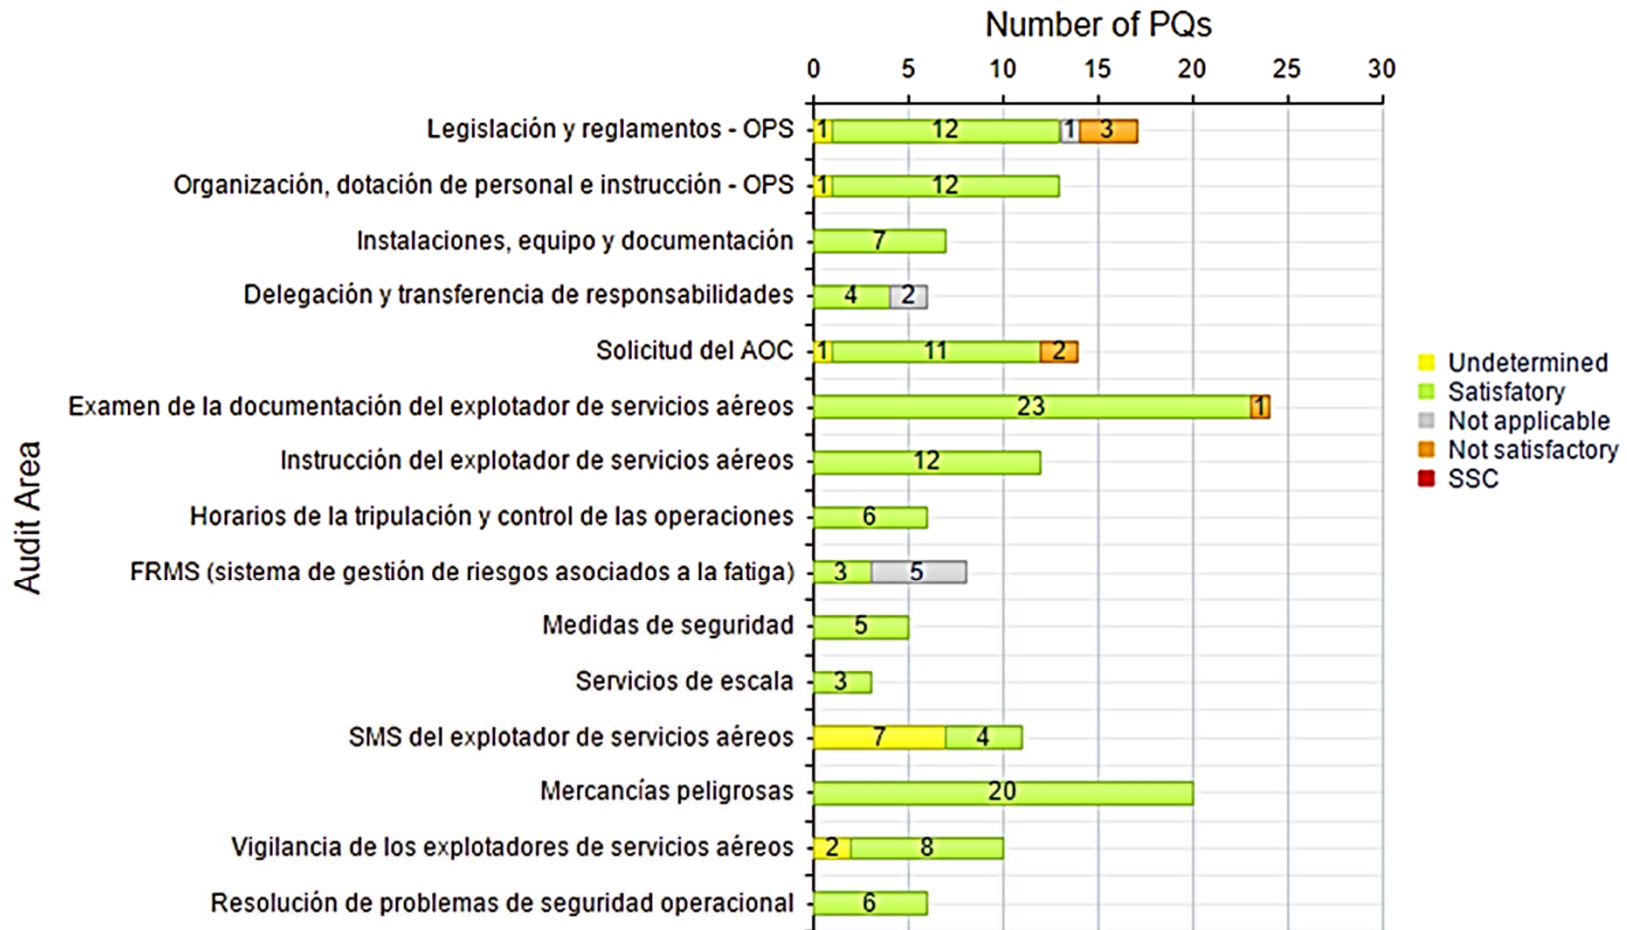 Number of PQs
0 5 10 15 20 25 30
Legislación y reglamentos - OPS 1 12 1 3
Organización, dotación de personal e instrucción - OPS 1 12
Instalaciones, equipo y documentación 7
Delegación y transferencia de responsabilidades 4 2
Solicitud del AOC 1 11 2
Examen de la documentación del explotador de servicios aéreos 23 1
Instrucción del explotador de servicios aéreos 12
Horarios de la tripulación y control de las operaciones 6
FRMS (sistema de gestión de riesgos asociados a la fatiga) 3 5
Medidas de seguridad 5
Servicios de escala 3
SMS del explotador de servicios aéreos 7 4
Mercancías peligrosas 20
Vigilancia de los explotadores de servicios aéreos 2 8
Resolución de problemas de seguridad operacional 6
Audit Area
Undetermined
Satisfatory
Not applicable
Not satisfactory
SSC